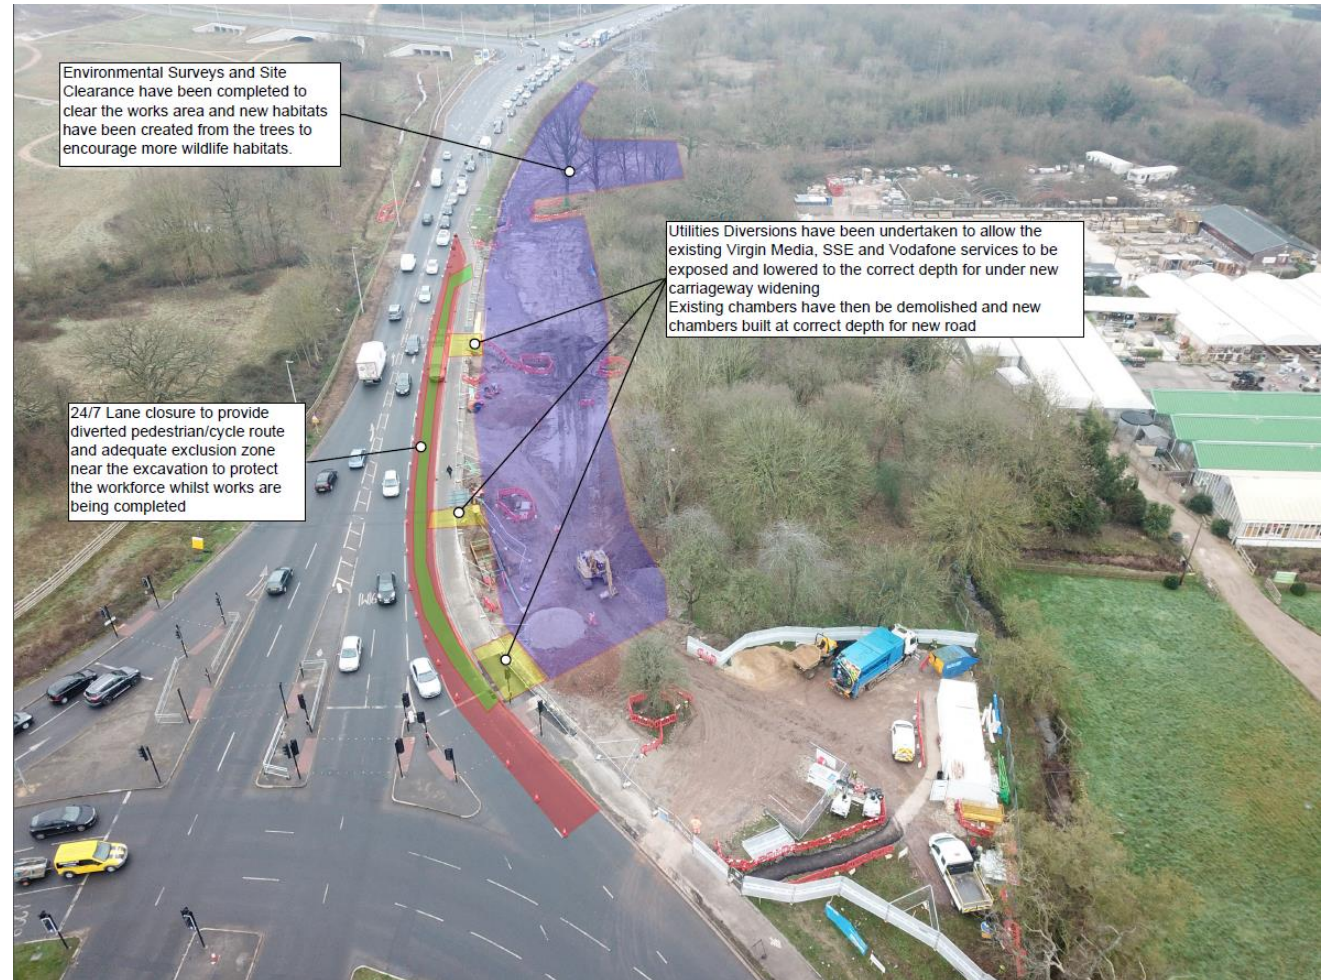 Environmental Surveys and Site
Clearance have been completed to
clear the works area and new habitats
have been created from the trees to
encourage more wildlife habitats.
Utilities Diversions have been undertaken to allow the
existing Virgin Media, SSE and Vodafone services to be
exposed and lowered to the correct depth for under new
carriageway widening
Existing chambers have then be demolished and new
chambers built at correct depth for new road
24/7 Lane closure to provide
diverted pedestrian/cycle route
and adequate exclusion zone
near the excavation to protect
the workforce whilst works are
being completed